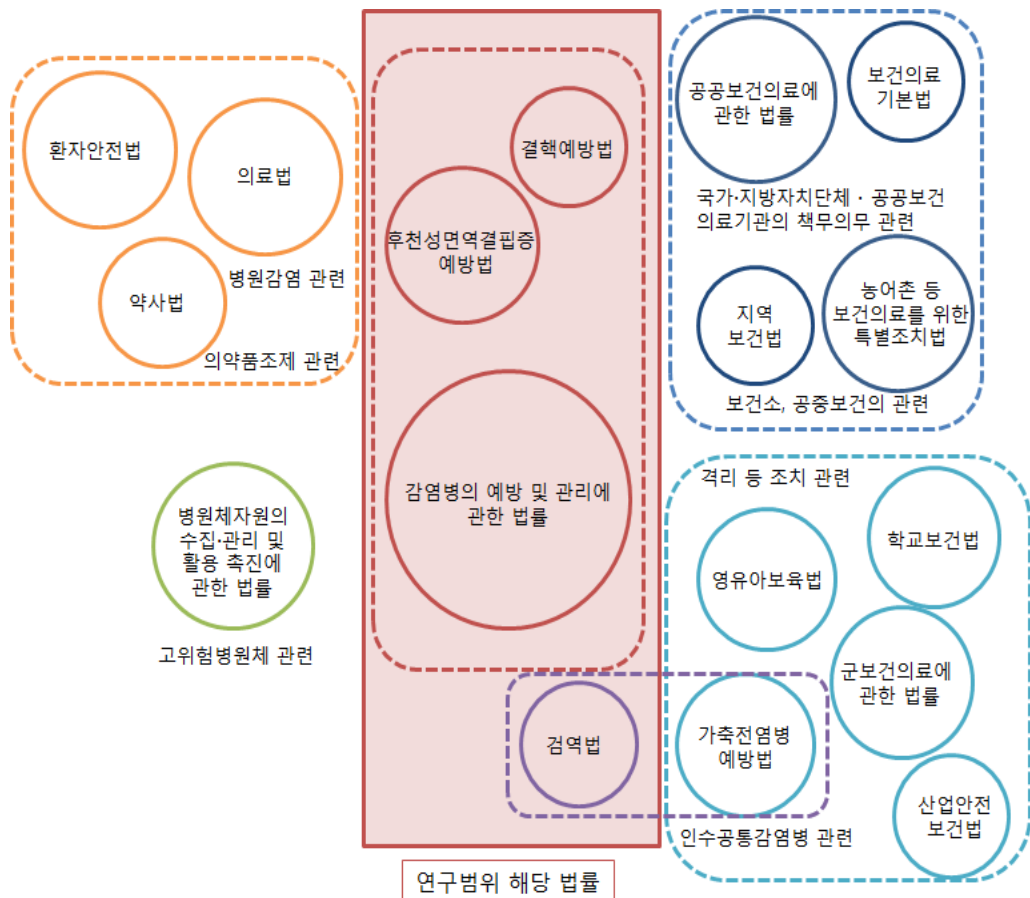 환자안전법
의료법
병원감염 관련
약사법
의약품조제 관련
병원체자원의
수집·관리 및
활용 촉진에
관한 법률
고위험병원체 관련
결핵예방법
후천성면역결핍증
예방법
감염병의 예방 및 관리에
관한 법률
검역법
연구범위 해당 법률
공공보건의료에
관한 법률
보건의료
기본법
국가·지방자치단체 · 공공보건
의료기관의 책무의무 관련
지역
보건법
농어촌 등
보건의료를 위한
특별조치법
보건소, 공중보건의 관련
격리 등 조치 관련
영유아보육법
학교보건법
군보건의료에
관한 법률
가축전염병
예방법
산업안전
보건법
인수공통감염병 관련